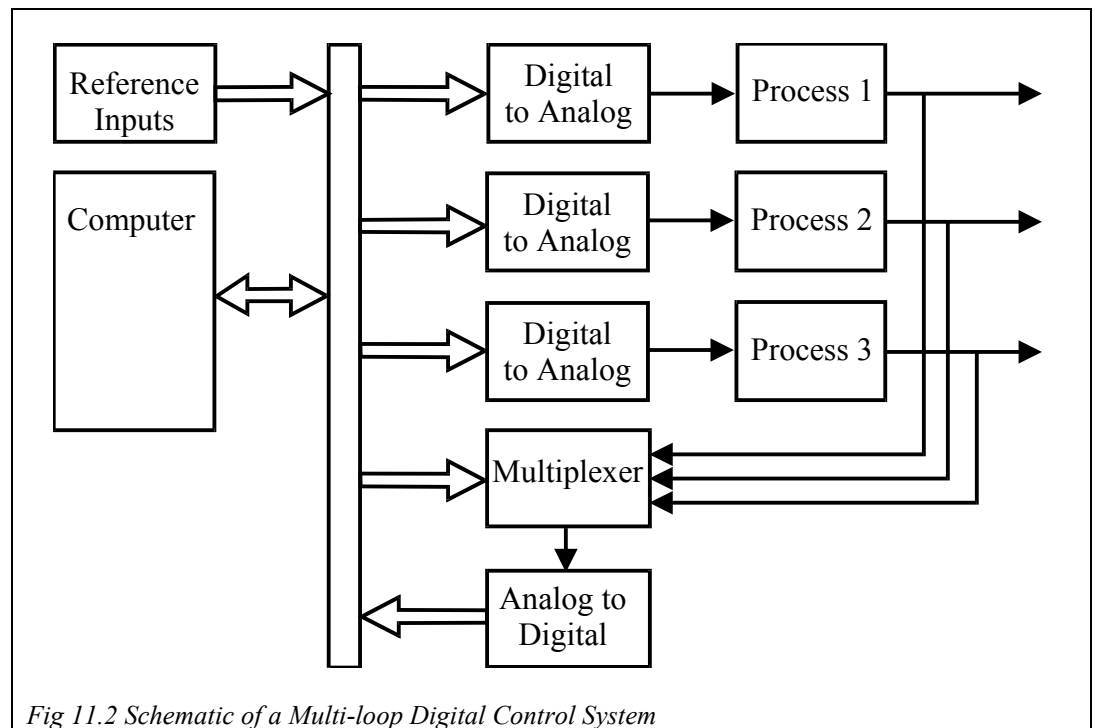 Reference
Inputs
Computer
Digital
to Analog
Process 1
Digital
to Analog
Process 2
Digital
to Analog
Process 3
Multiplexer
Analog to
Digital
Fig 11.2 Schematic of a Multi-loop Digital Control System